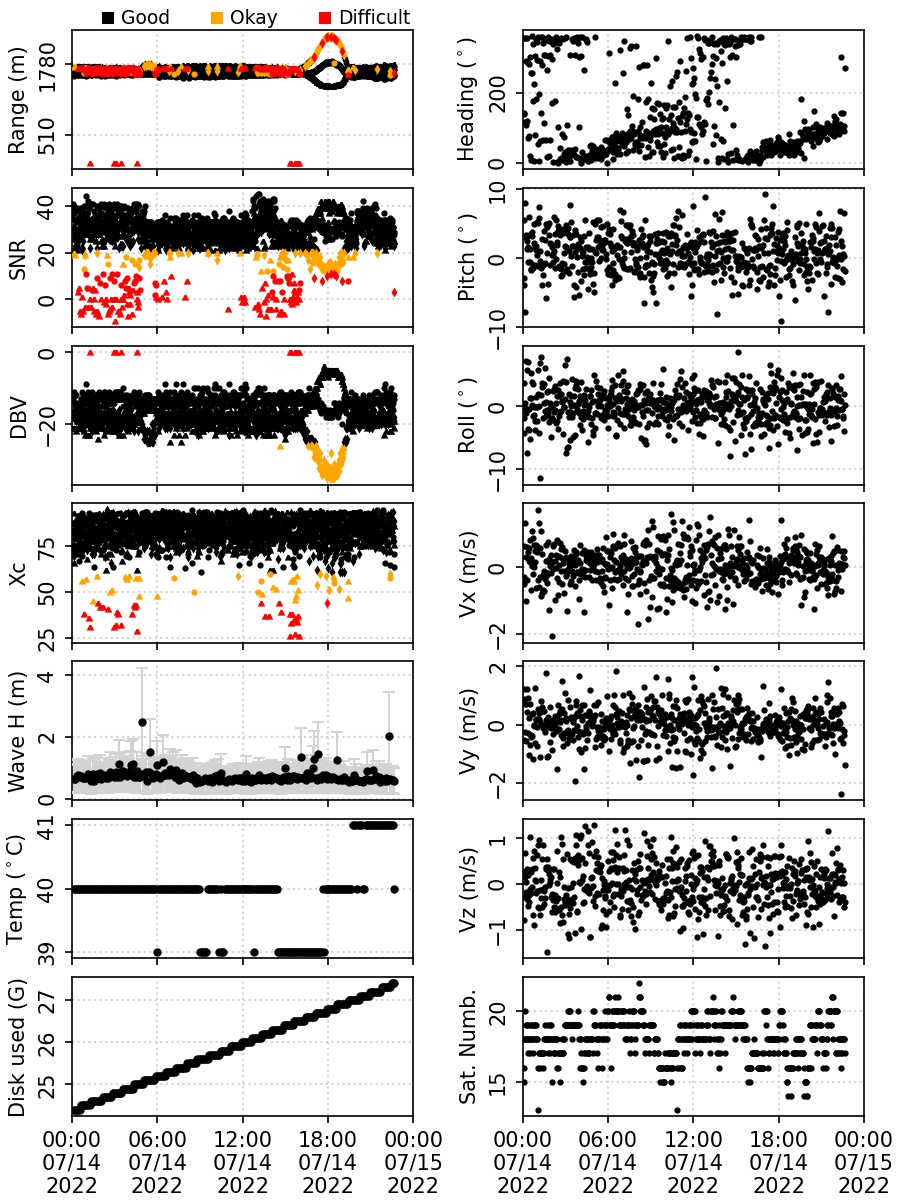 Good Okay Difficult
Range (m)
1780
510
Heading (°)
200
0
SNR
40
20
0
Pitch (°)
10
0
−10
DBV
0
−20
Roll (°)
0
−10
Xc
75
50
25
Vx (m/s)
0
−2
Wave H (m)
4
2
0
Vy (m/s)
2
0
−2
Temp (°C)
41
40
39
Vz (m/s)
1
0
−1
Disk used (G)
27
26
25
Sat. Numb.
20
15
00:00 06:00 12:00 18:00 00:00
07/14 07/14 07/14 07/14 07/15
2022 2022 2022 2022 2022
00:00 06:00 12:00 18:00 00:00
07/14 07/14 07/14 07/14 07/15
2022 2022 2022 2022 2022